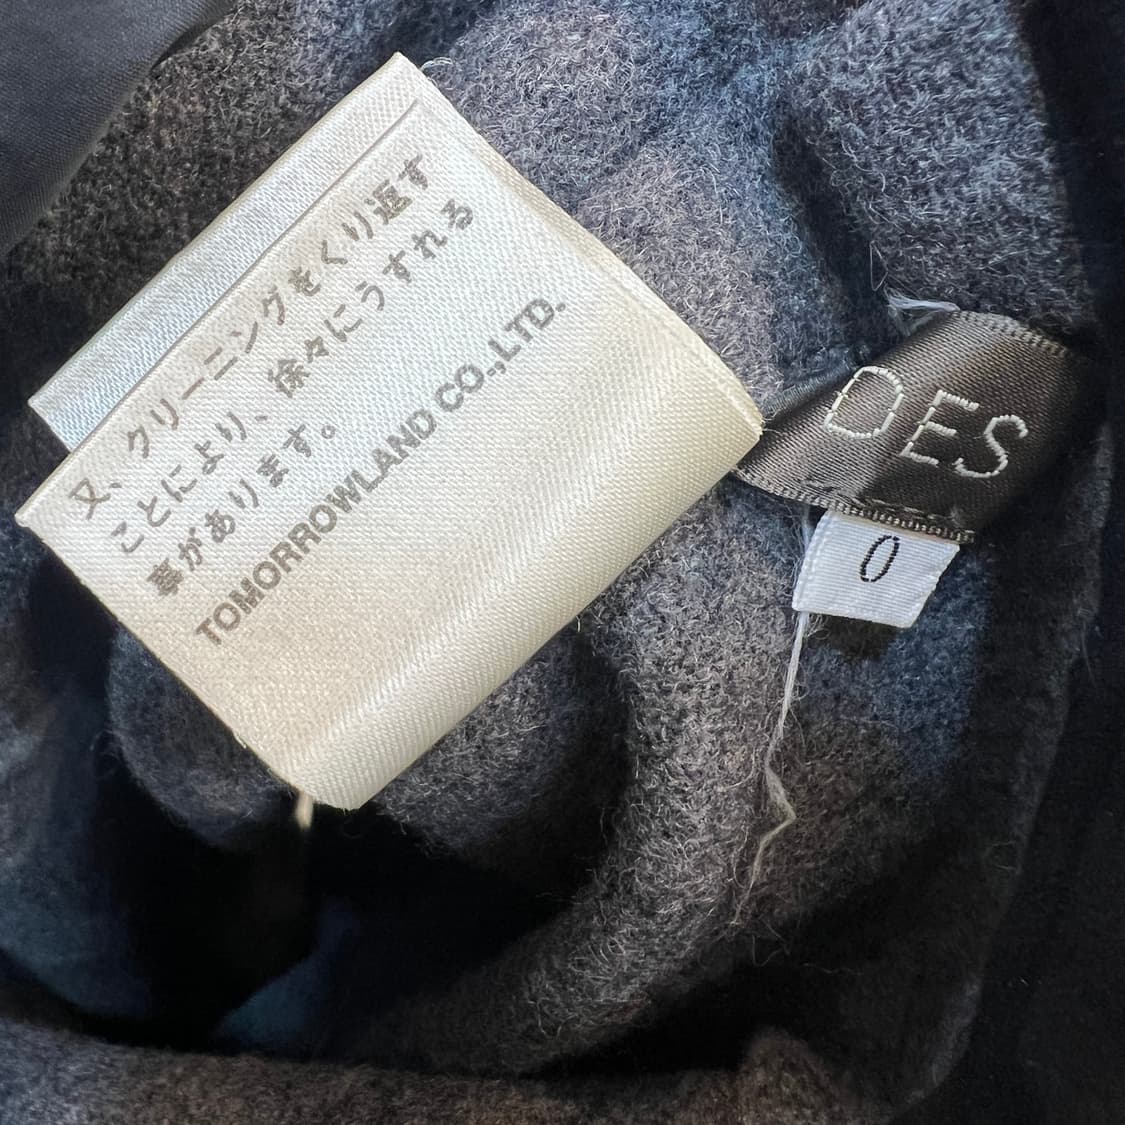 又、クリーニングをくり返す
ことにより、徐々にうすれる
事があります。
TOMORROWLAND CO.,LTD.
DES
0